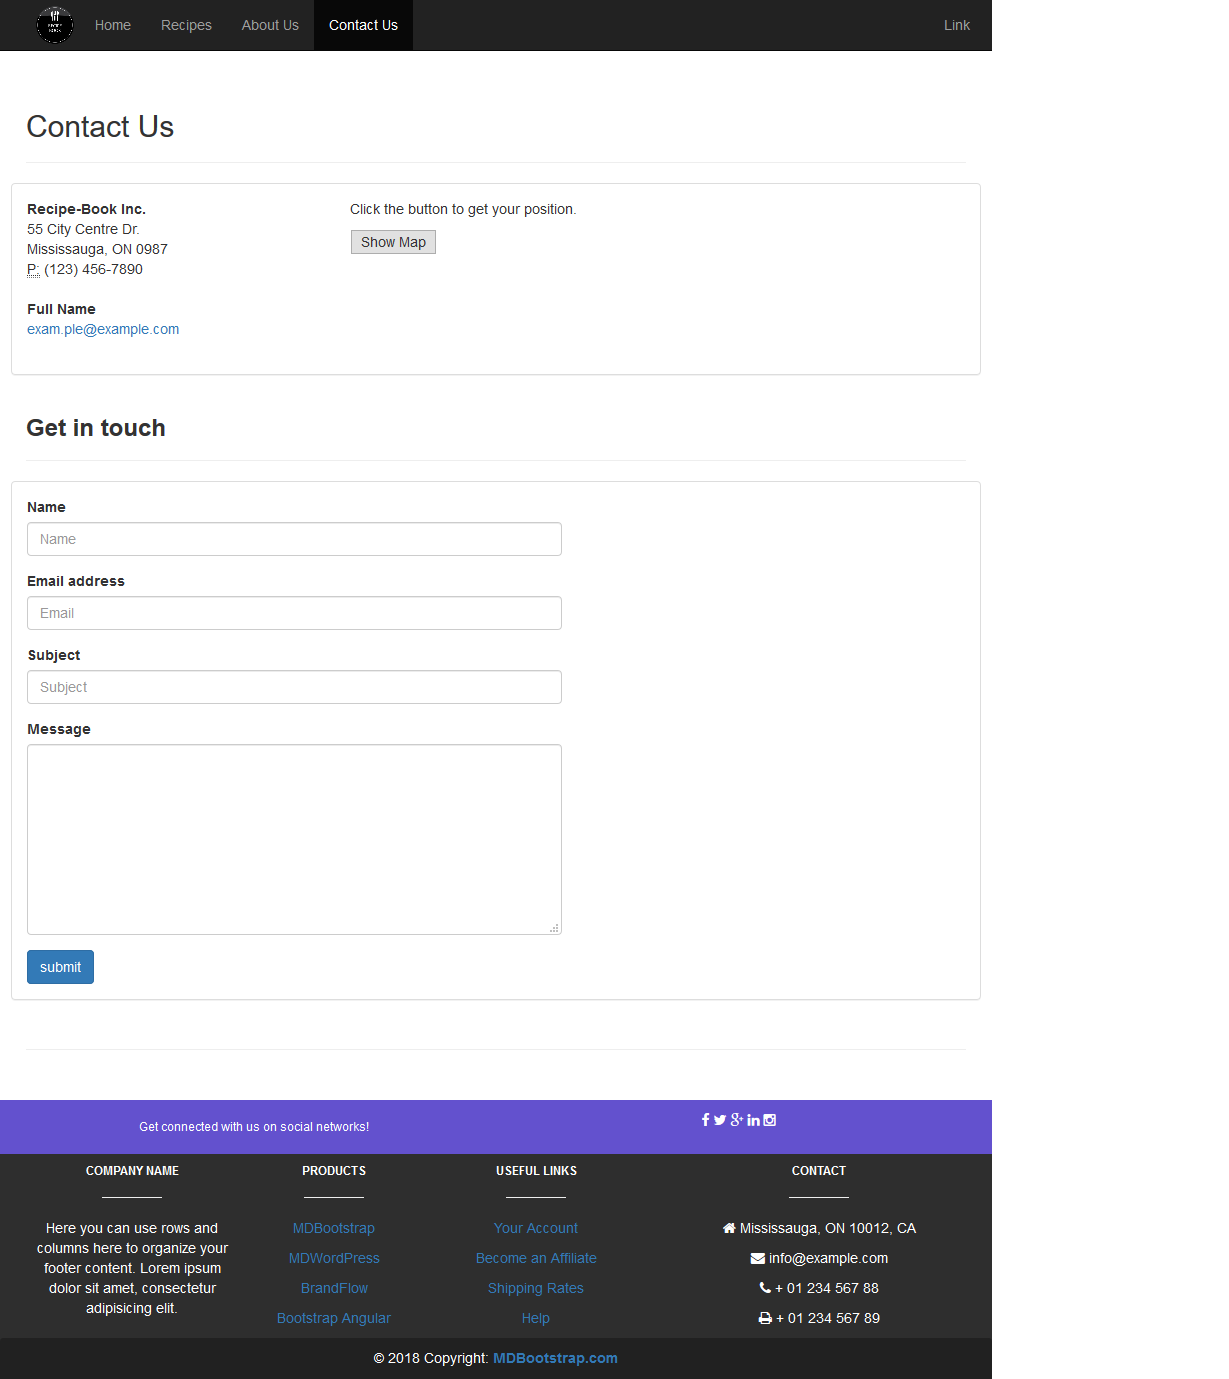 RECIPE
BOOK
Home
Recipes
About Us
Contact Us
Link
Contact Us
Recipe-Book Inc.
55 City Centre Dr.
Mississauga, ON 0987
P: (123) 456-7890
Full Name
exam.ple@example.com
Click the button to get your position.
Show Map
Get in touch
Name
Name
Email address
Email
Subject
Subject
Message
submit
Get connected with us on social networks!
COMPANY NAME
Here you can use rows and
columns here to organize your
footer content. Lorem ipsum
dolor sit amet, consectetur
adipisicing elit.
PRODUCTS
MDBootstrap
MDWordPress
BrandFlow
Bootstrap Angular
USEFUL LINKS
Your Account
Become an Affiliate
Shipping Rates
Help
CONTACT
Mississauga, ON 10012, CA
info@example.com
+ 01 234 567 88
+ 01 234 567 89
© 2018 Copyright: MDBootstrap.com